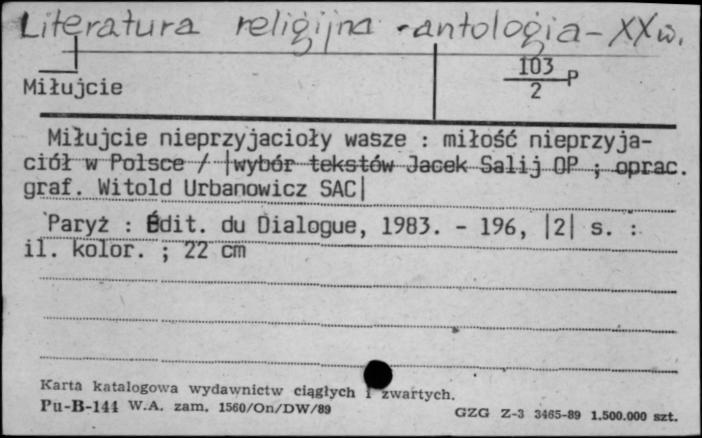 Literatura religijna - antologia - XX w.
103 P
Miłujcie
2
Miłujcie nieprzyjacioły wasze : miłość nieprzyja-
ciół w Polsce / |wybór tekstów Jacek Salij OP ; oprac.
graf. Witold Urbanowicz SAC|
Paryż : Édit. du Dialogue, 1983. - 196, |2| s. :
il. kolor. ; 22 cm
Karta katalogowa wydawnictw ciągłych i zwartych.
Pu-B-144 W.A. zam. 1560/On/DW/89 GZG Z-3 3465-89 1.500.000 szt.